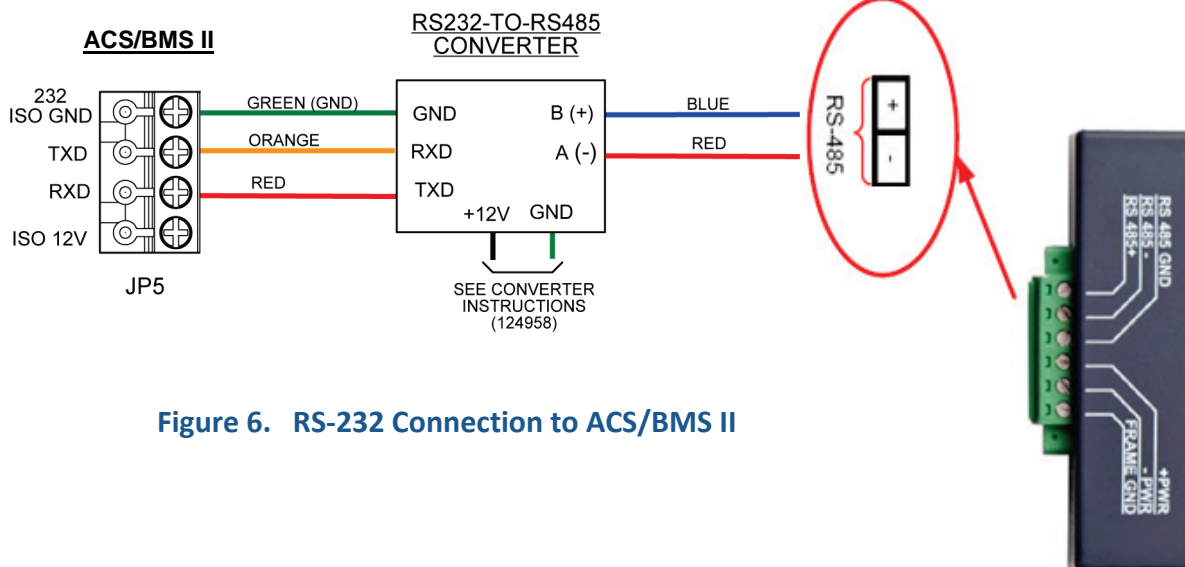 ACS/BMS II
RS232-TO-RS485
CONVERTER
232
ISO GND
TXD
RXD
ISO 12V
JP5
GREEN (GND)
ORANGE
RED
GND
RXD
TXD
B (+)
A (-)
+12V
GND
SEE CONVERTER
INSTRUCTIONS
(124958)
BLUE
RED
+
-
RS-485
RS 485 GND
RS 485 -
RS 485+
+PWR
- PWR
FRAME GND
Figure 6. RS-232 Connection to ACS/BMS II